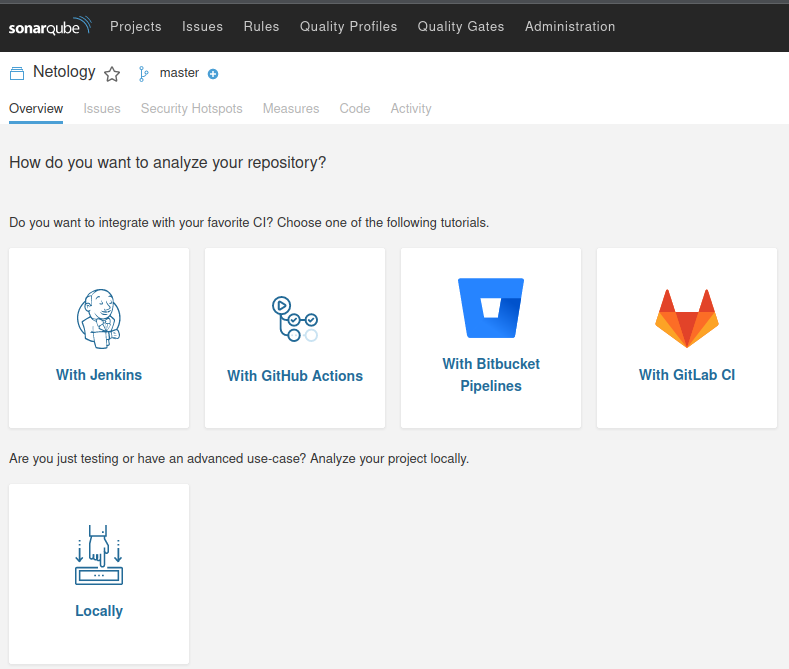 sonarqube Projects Issues Rules Quality Profiles Quality Gates Administration
Netology master
Overview Issues Security Hotspots Measures Code Activity
How do you want to analyze your repository?
Do you want to integrate with your favorite CI? Choose one of the following tutorials.
With Jenkins
With GitHub Actions
With Bitbucket
Pipelines
With GitLab CI
Are you just testing or have an advanced use-case? Analyze your project locally.
Locally